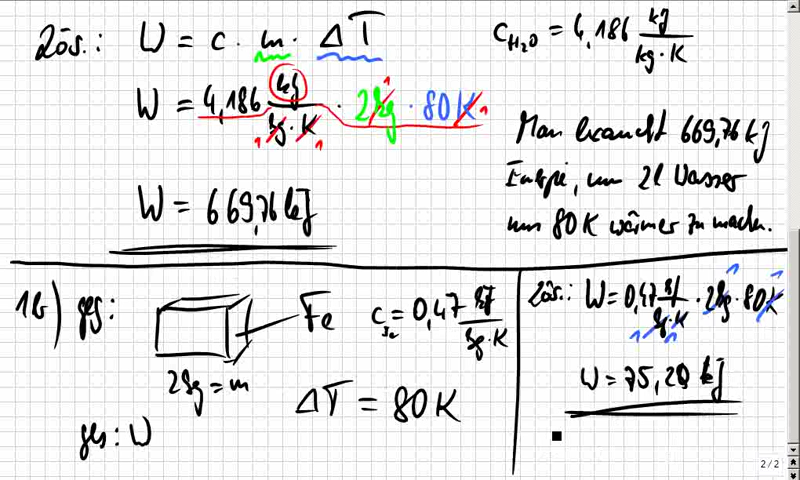 Lös.: W = c · m · ΔT
c_H₂O = 4,186 kJ/kg·K
W = 4,186 kJ/kg·K · 2kg · 80K
Man braucht 669,76 kJ
Energie, um 2l Wasser
um 80K wärmer zu machen.
W = 669,76 kJ
1b) geg:
Fe
c_Fe = 0,47 kJ/kg·K
2kg = m
ΔT = 80K
ges: W
Lös.: W = 0,47 kJ/kg·K · 2kg · 80K
W = 75,20 kJ
2/2